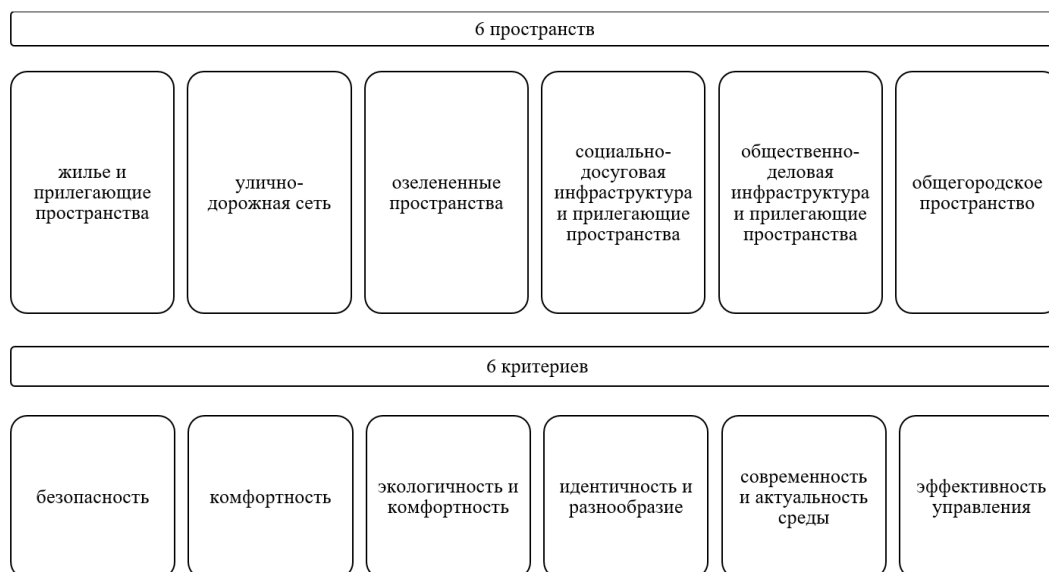 6 пространств
жилье и
прилегающие
пространства
улично-
дорожная сеть
озелененные
пространства
социально-
досуговая
инфраструктура
и прилегающие
пространства
общественно-
деловая
инфраструктура
и прилегающие
пространства
общегородское
пространство
6 критериев
безопасность
комфортность
экологичность и
комфортность
идентичность и
разнообразие
современность
и актуальность
среды
эффективность
управления